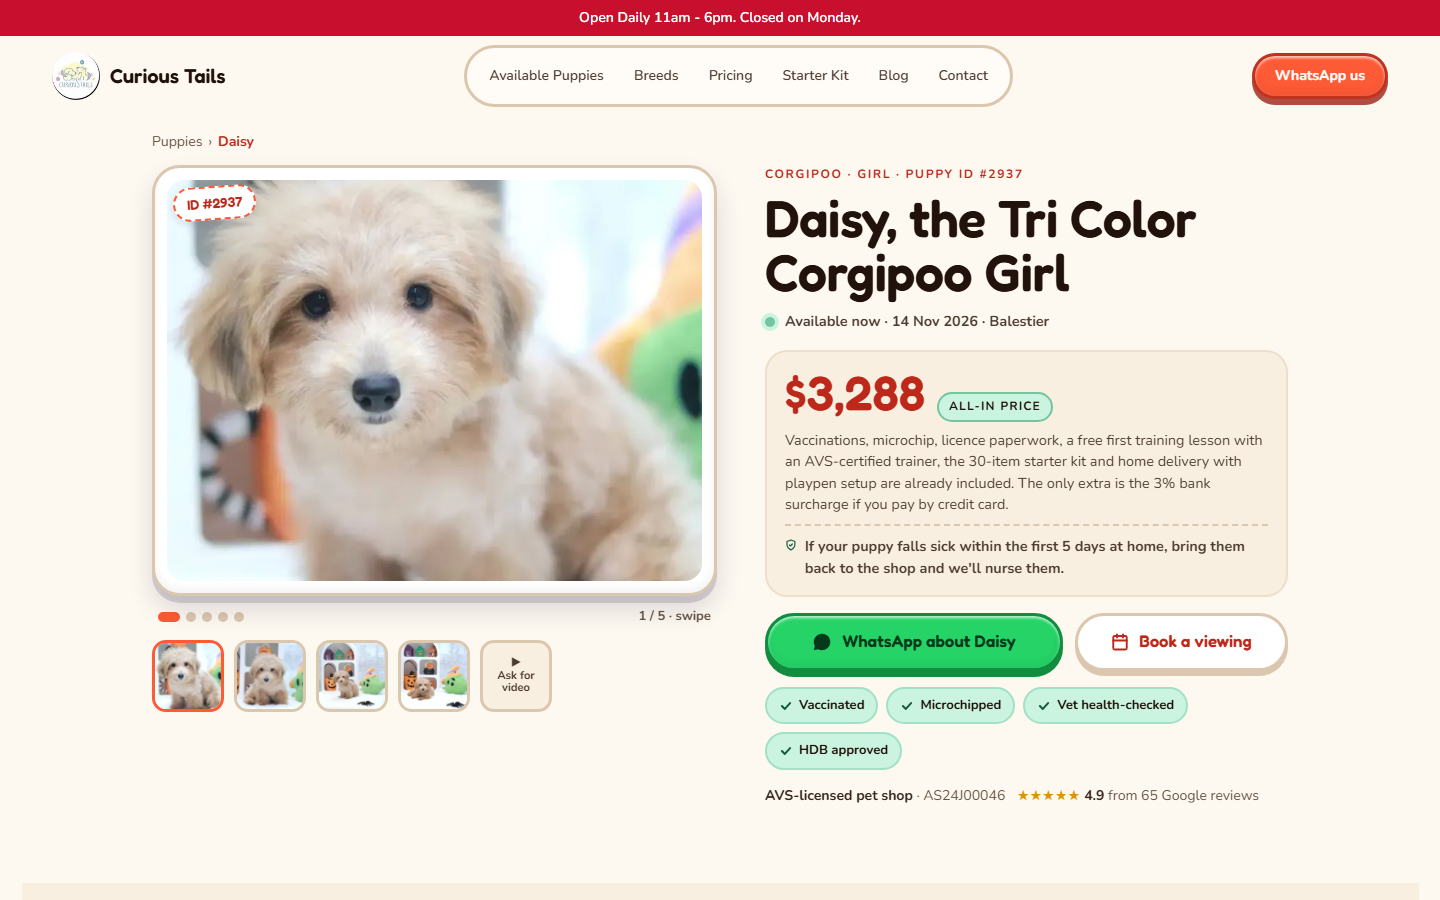 Open Daily 11am - 6pm. Closed on Monday.
Curious Tails
Available Puppies
Breeds
Pricing
Starter Kit
Blog
Contact
WhatsApp us
Puppies › Daisy
ID #2937
1 / 5 · swipe
▶
Ask for
video
CORGIPOO · GIRL · PUPPY ID #2937
Daisy, the Tri Color
Corgipoo Girl
Available now · 14 Nov 2026 · Balestier
$3,288
ALL-IN PRICE
Vaccinations, microchip, licence paperwork, a free first training lesson with
an AVS-certified trainer, the 30-item starter kit and home delivery with
playpen setup are already included. The only extra is the 3% bank
surcharge if you pay by credit card.
If your puppy falls sick within the first 5 days at home, bring them
back to the shop and we'll nurse them.
WhatsApp about Daisy
Book a viewing
Vaccinated
Microchipped
Vet health-checked
HDB approved
AVS-licensed pet shop · AS24J00046 ★★★★★ 4.9 from 65 Google reviews